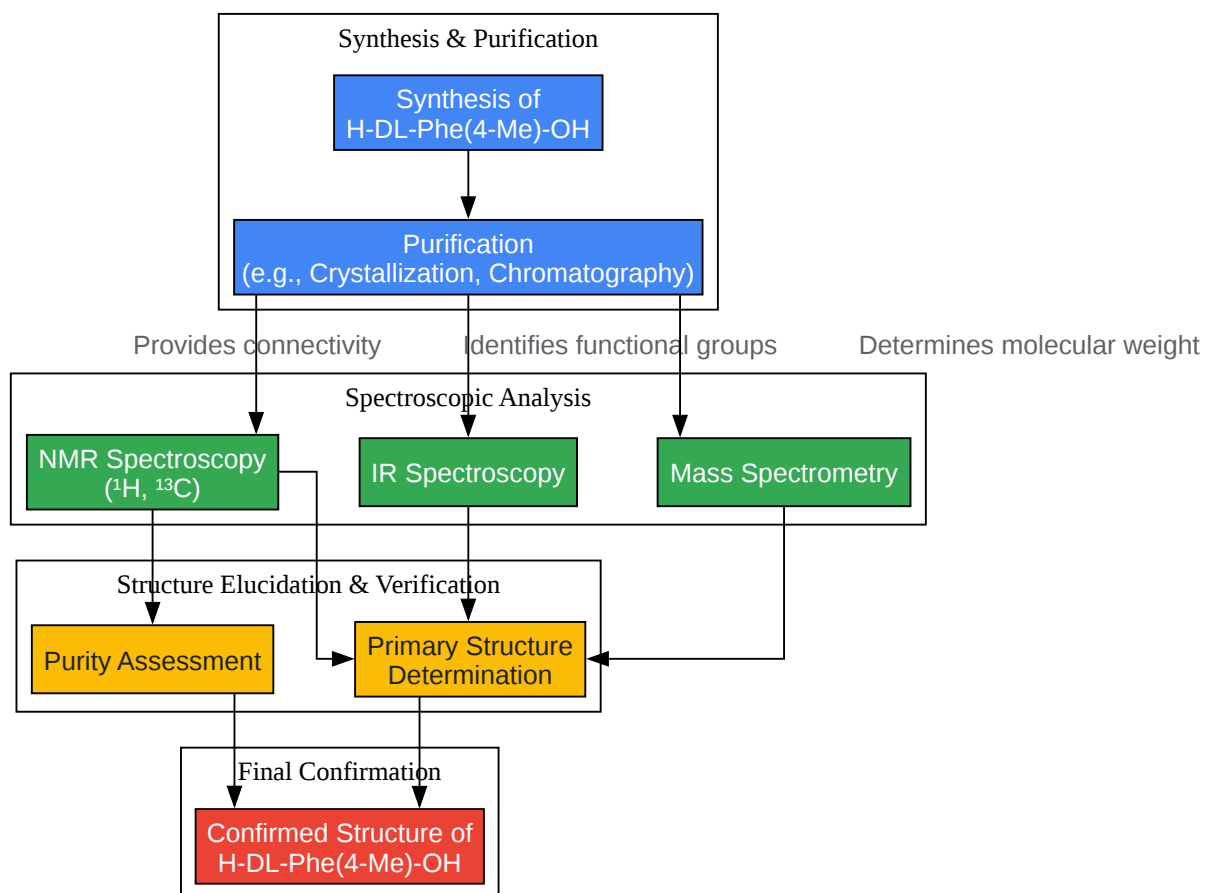 Synthesis & Purification
Synthesis of
H-DL-Phe(4-Me)-OH
Purification
(e.g., Crystallization, Chromatography)
Provides connectivity
Identifies functional groups
Determines molecular weight
Spectroscopic Analysis
NMR Spectroscopy
(¹H, ¹³C)
IR Spectroscopy
Mass Spectrometry
Structure Elucidation & Verification
Purity Assessment
Primary Structure
Determination
Final Confirmation
Confirmed Structure of
H-DL-Phe(4-Me)-OH